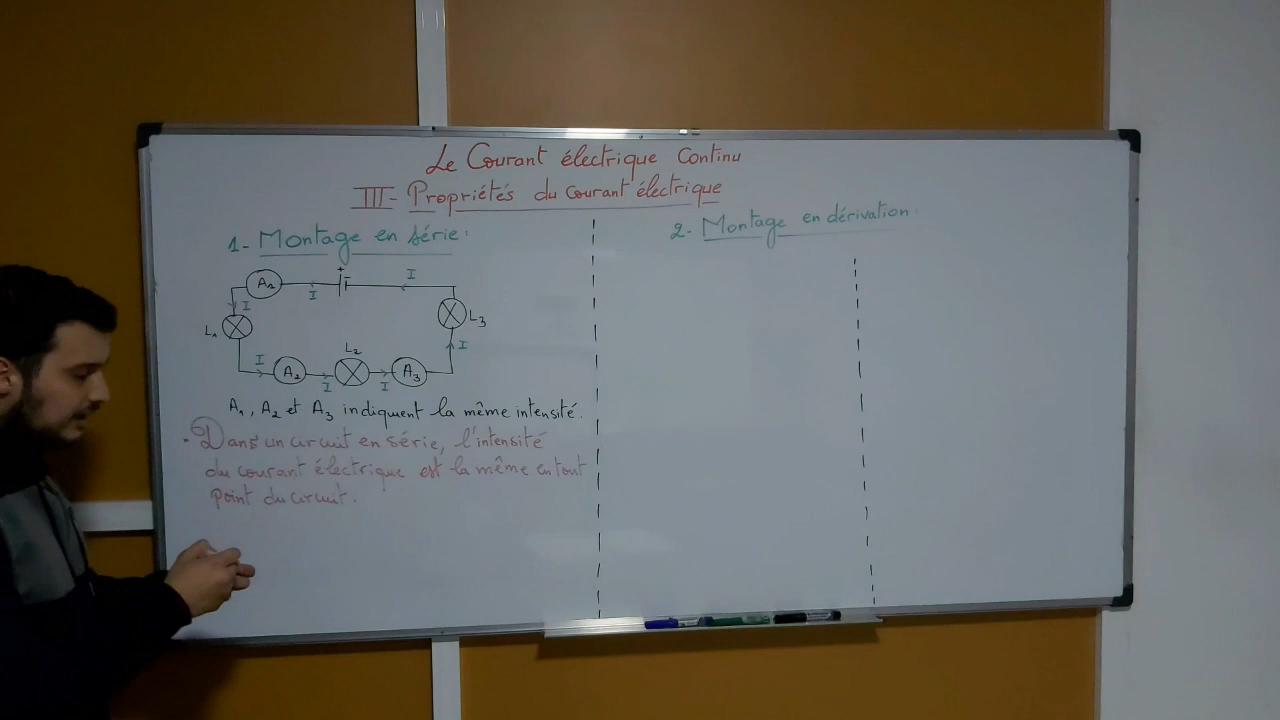 Le Courant électrique Continu
III- Propriétés du courant électrique
1- Montage en série:
A1
+
-
I
I
I
L1
L3
I
I
A2
I
L2
I
A3
A1, A2 et A3 indiquent la même intensité.
• Dans un circuit en série, l'intensité
du courant électrique est la même en tout
point du circuit.
2- Montage en dérivation: